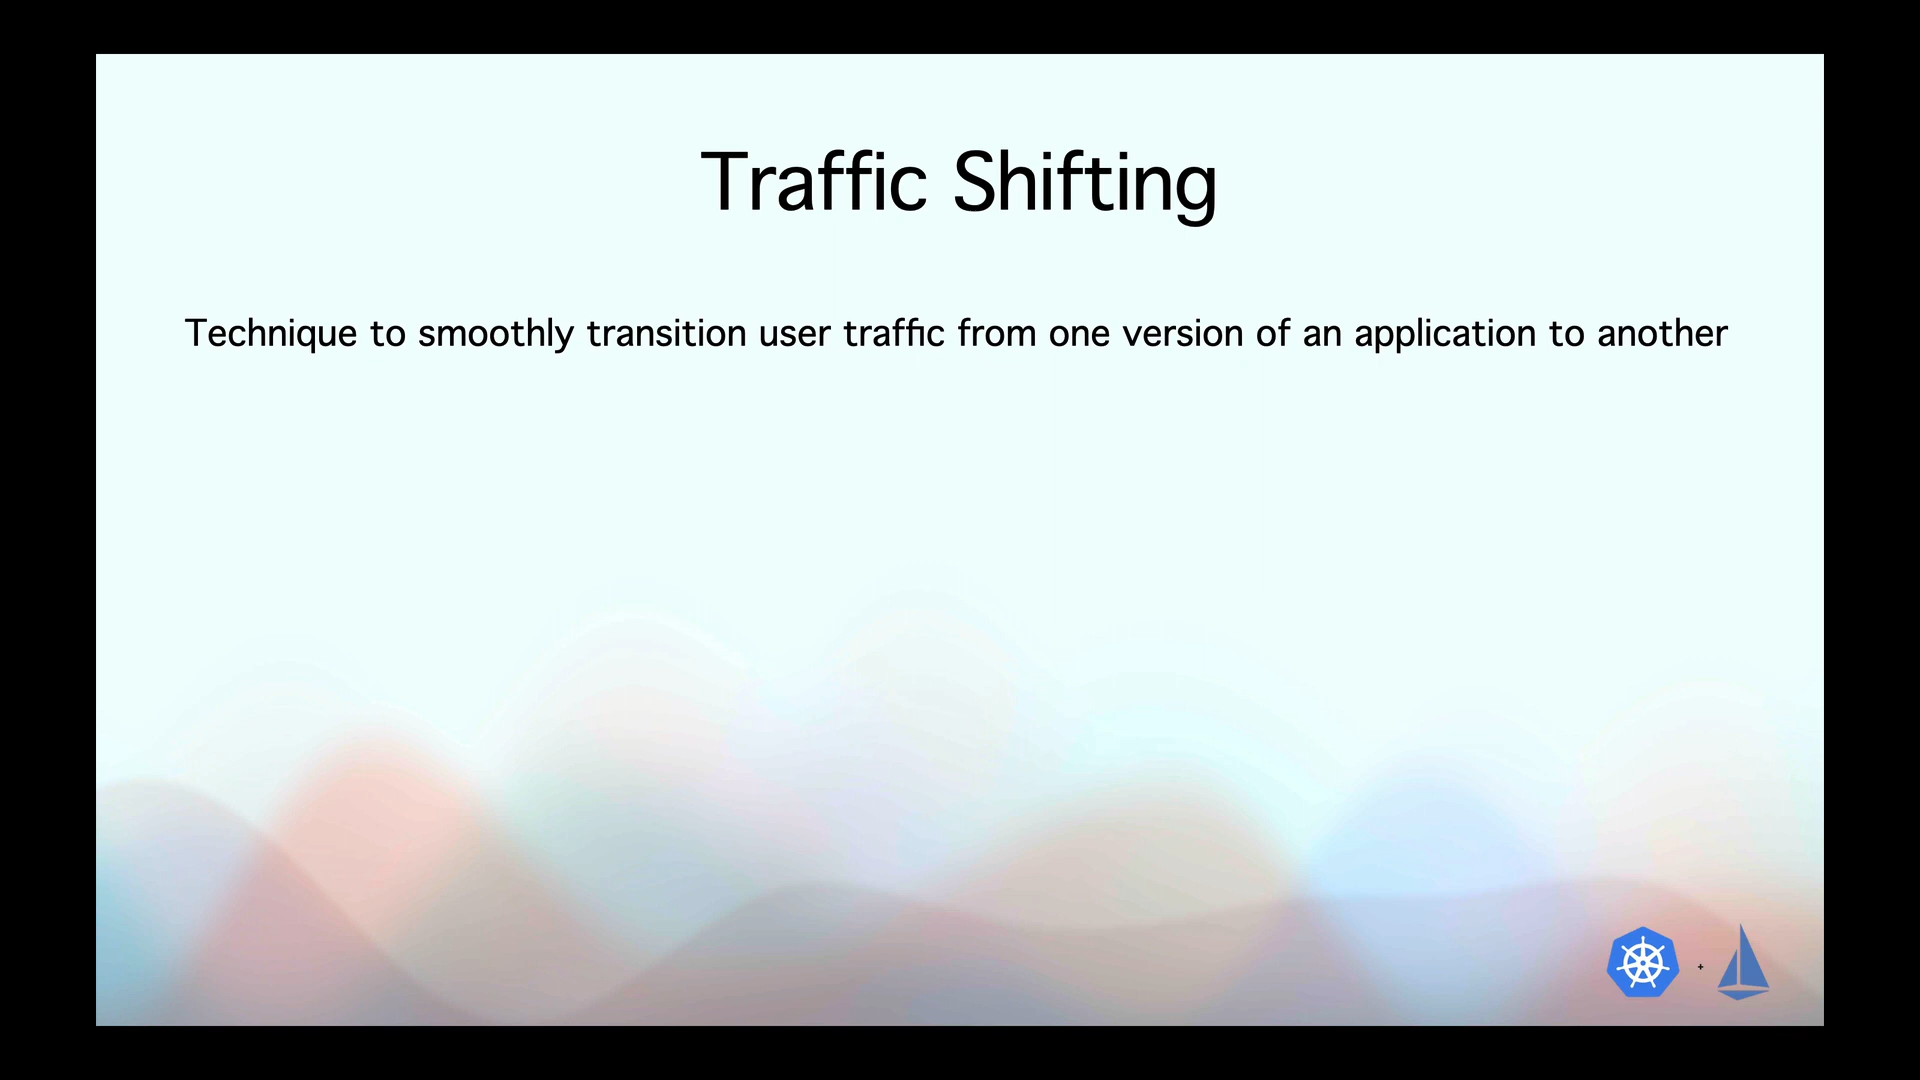 Traffic Shifting
Technique to smoothly transition user traffic from one version of an application to another
+